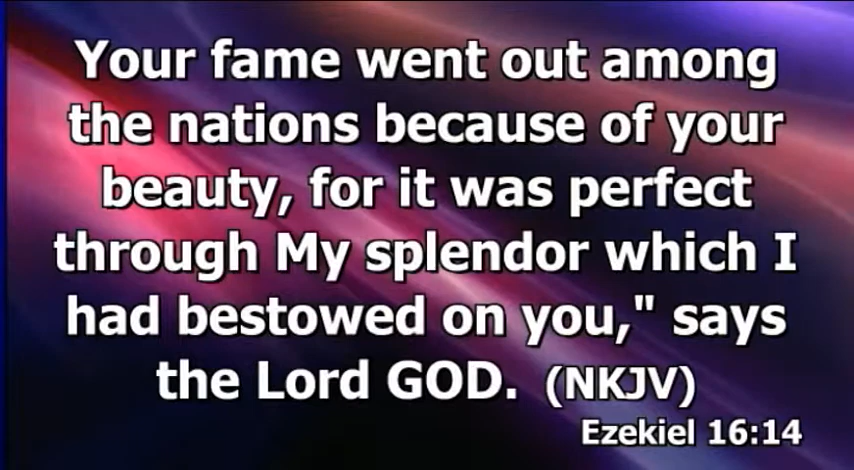 Your fame went out among
the nations because of your
beauty, for it was perfect
through My splendor which I
had bestowed on you," says
the Lord GOD. (NKJV)
Ezekiel 16:14